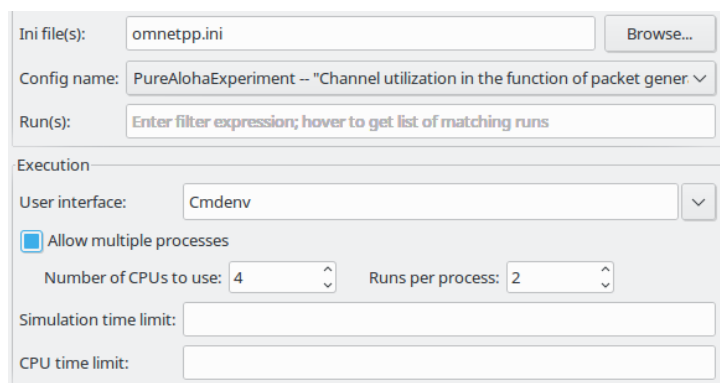 Ini file(s): omnetpp.ini Browse...
Config name: PureAlohaExperiment -- "Channel utilization in the function of packet gener
Run(s): Enter filter expression; hover to get list of matching runs
Execution
User interface: Cmdenv
Allow multiple processes
Number of CPUs to use: 4 Runs per process: 2
Simulation time limit:
CPU time limit: